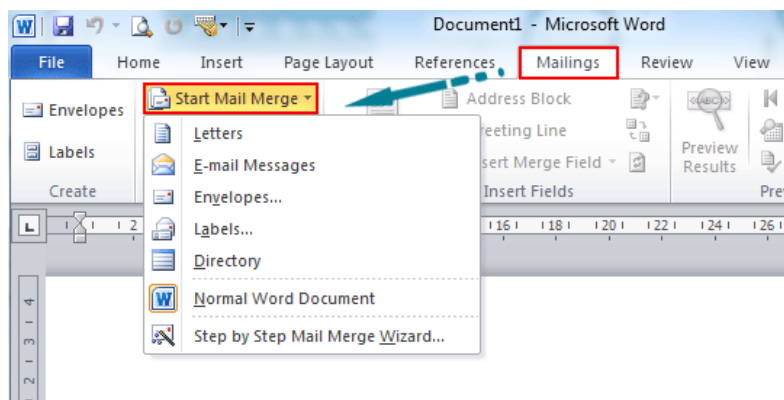 Document1 - Microsoft Word
File Home Insert Page Layout References Mailings Review View
Envelopes
Labels
Create
Start Mail Merge
Letters
E-mail Messages
Envelopes...
Labels...
Directory
Normal Word Document
Step by Step Mail Merge Wizard...
Address Block
reeting Line
sert Merge Field
Insert Fields
ABC
Preview
Results
Pre
L
2 16 18 20 22 24 26
4
3
2